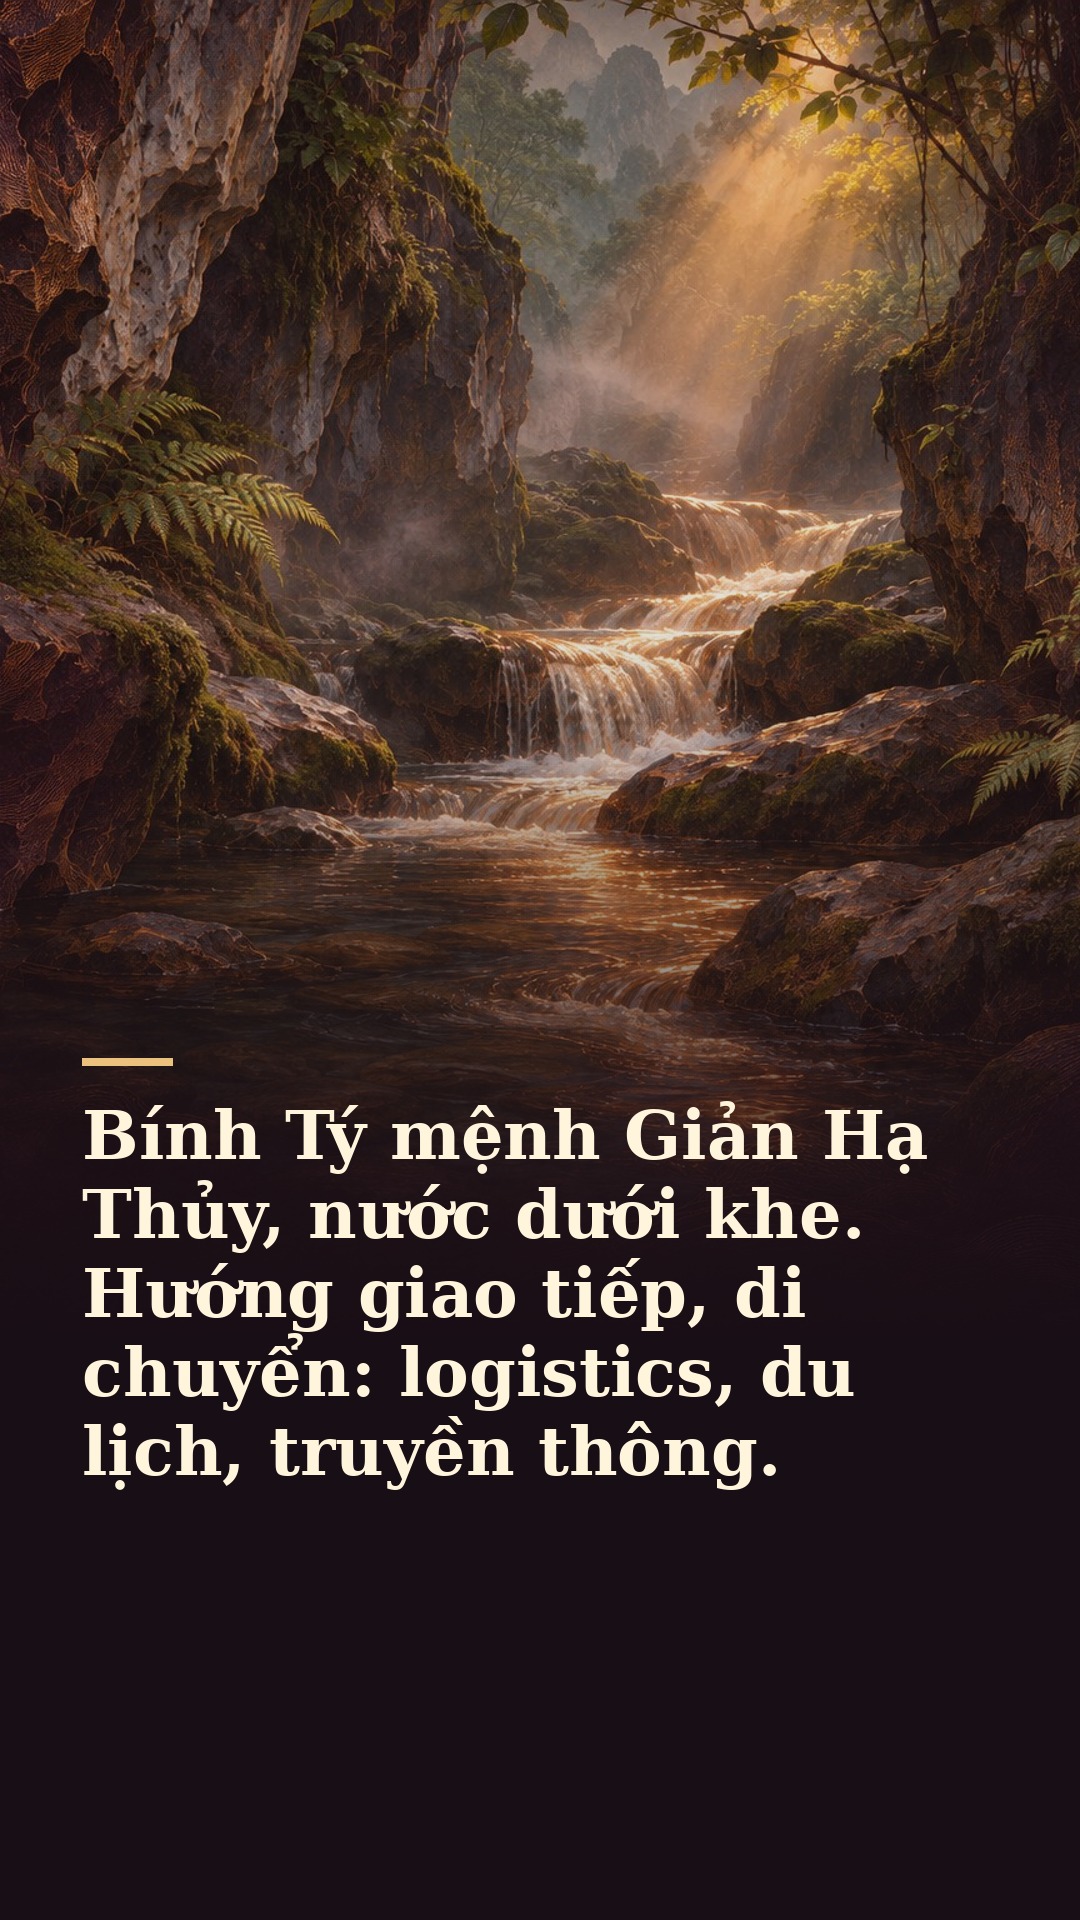 Bính Tý mệnh Giản Hạ
Thủy, nước dưới khe.
Hướng giao tiếp, di
chuyển: logistics, du
lịch, truyền thông.